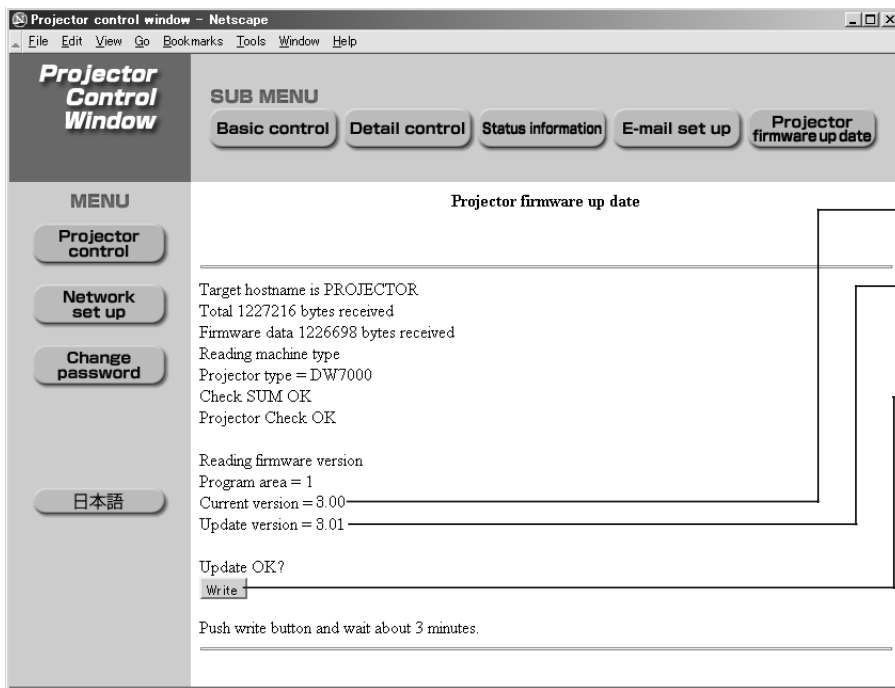 Projector control window - Netscape
File Edit View Go Bookmarks Tools Window Help
Projector
Control
Window
SUB MENU
Basic control
Detail control
Status information
E-mail set up
Projector
firmware up date
MENU
Projector
control
Network
set up
Change
password
日本語
Projector firmware up date
Target hostname is PROJECTOR
Total 1227216 bytes received
Firmware data 1226698 bytes received
Reading machine type
Projector type = DW7000
Check SUM OK
Projector Check OK
Reading firmware version
Program area = 1
Current version = 3.00
Update version = 3.01
Update OK?
Write
Push write button and wait about 3 minutes.